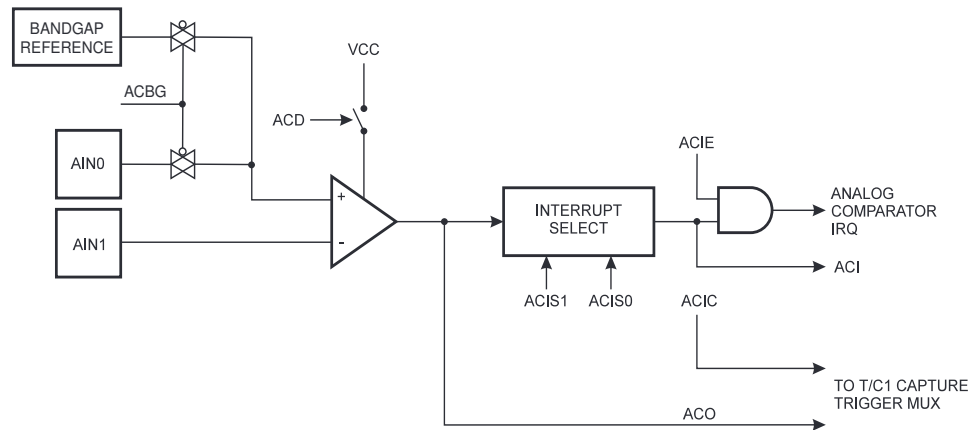 BANDGAP
REFERENCE
VCC
ACBG
ACD
AIN0
ACIE
+
INTERRUPT
SELECT
ANALOG
COMPARATOR
IRQ
AIN1
-
ACI
ACIS1
ACIS0
ACIC
TO T/C1 CAPTURE
TRIGGER MUX
ACO